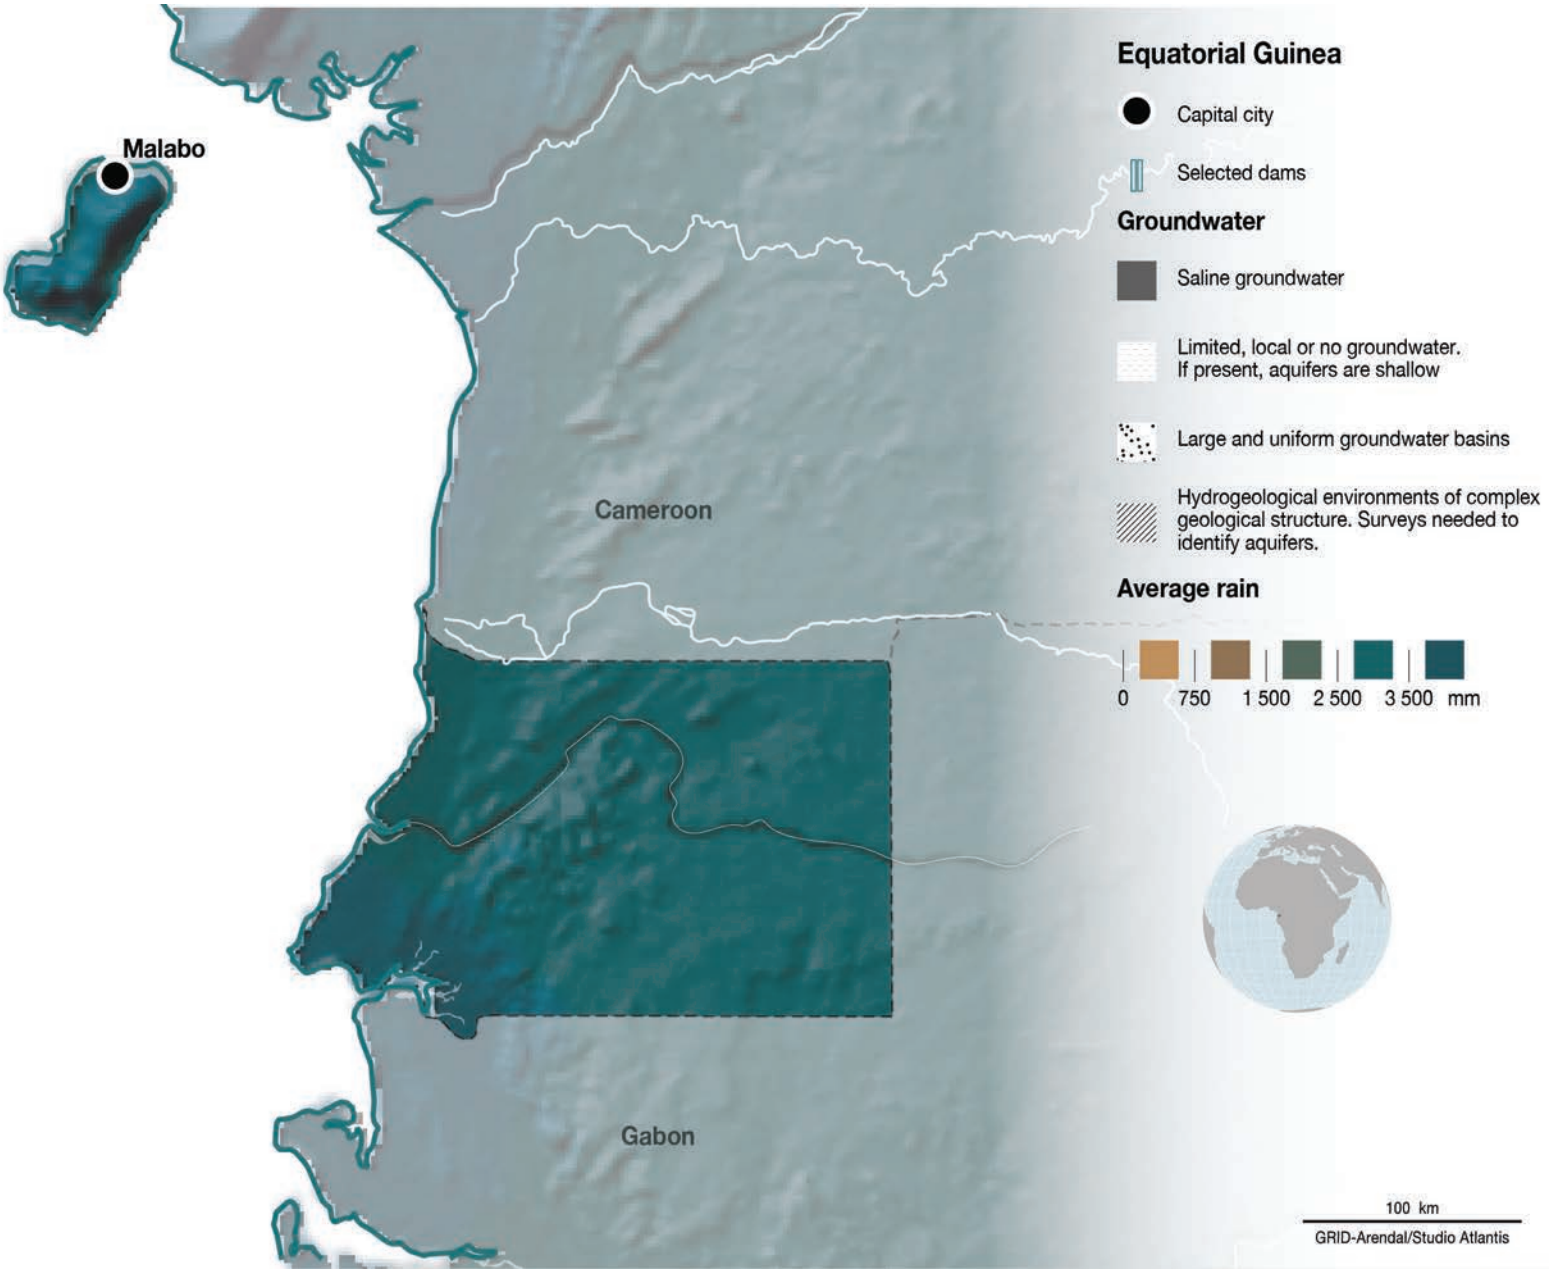 Equatorial Guinea
Capital city
Selected dams
Groundwater
Saline groundwater
Limited, local or no groundwater.
If present, aquifers are shallow
Large and uniform groundwater basins
Hydrogeological environments of complex
geological structure. Surveys needed to
identify aquifers.
Average rain
0 750 1 500 2 500 3 500 mm
Malabo
Cameroon
Gabon
100 km
GRID-Arendal/Studio Atlantis